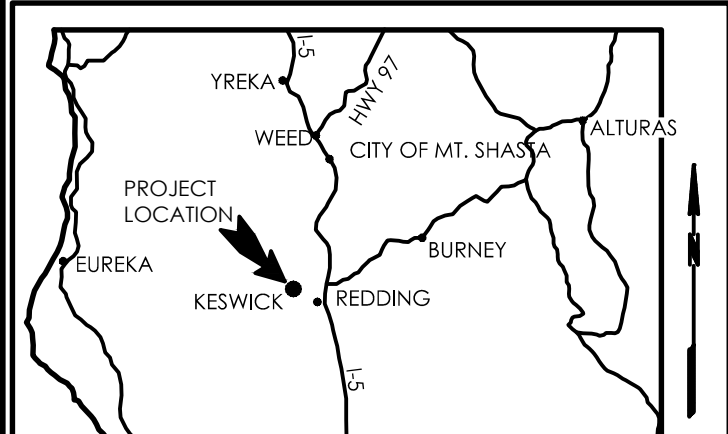 I-5
YREKA
HWY 97
WEED
CITY OF MT. SHASTA
ALTURAS
PROJECT
LOCATION
BURNEY
EUREKA
N
KESWICK
REDDING
I-5